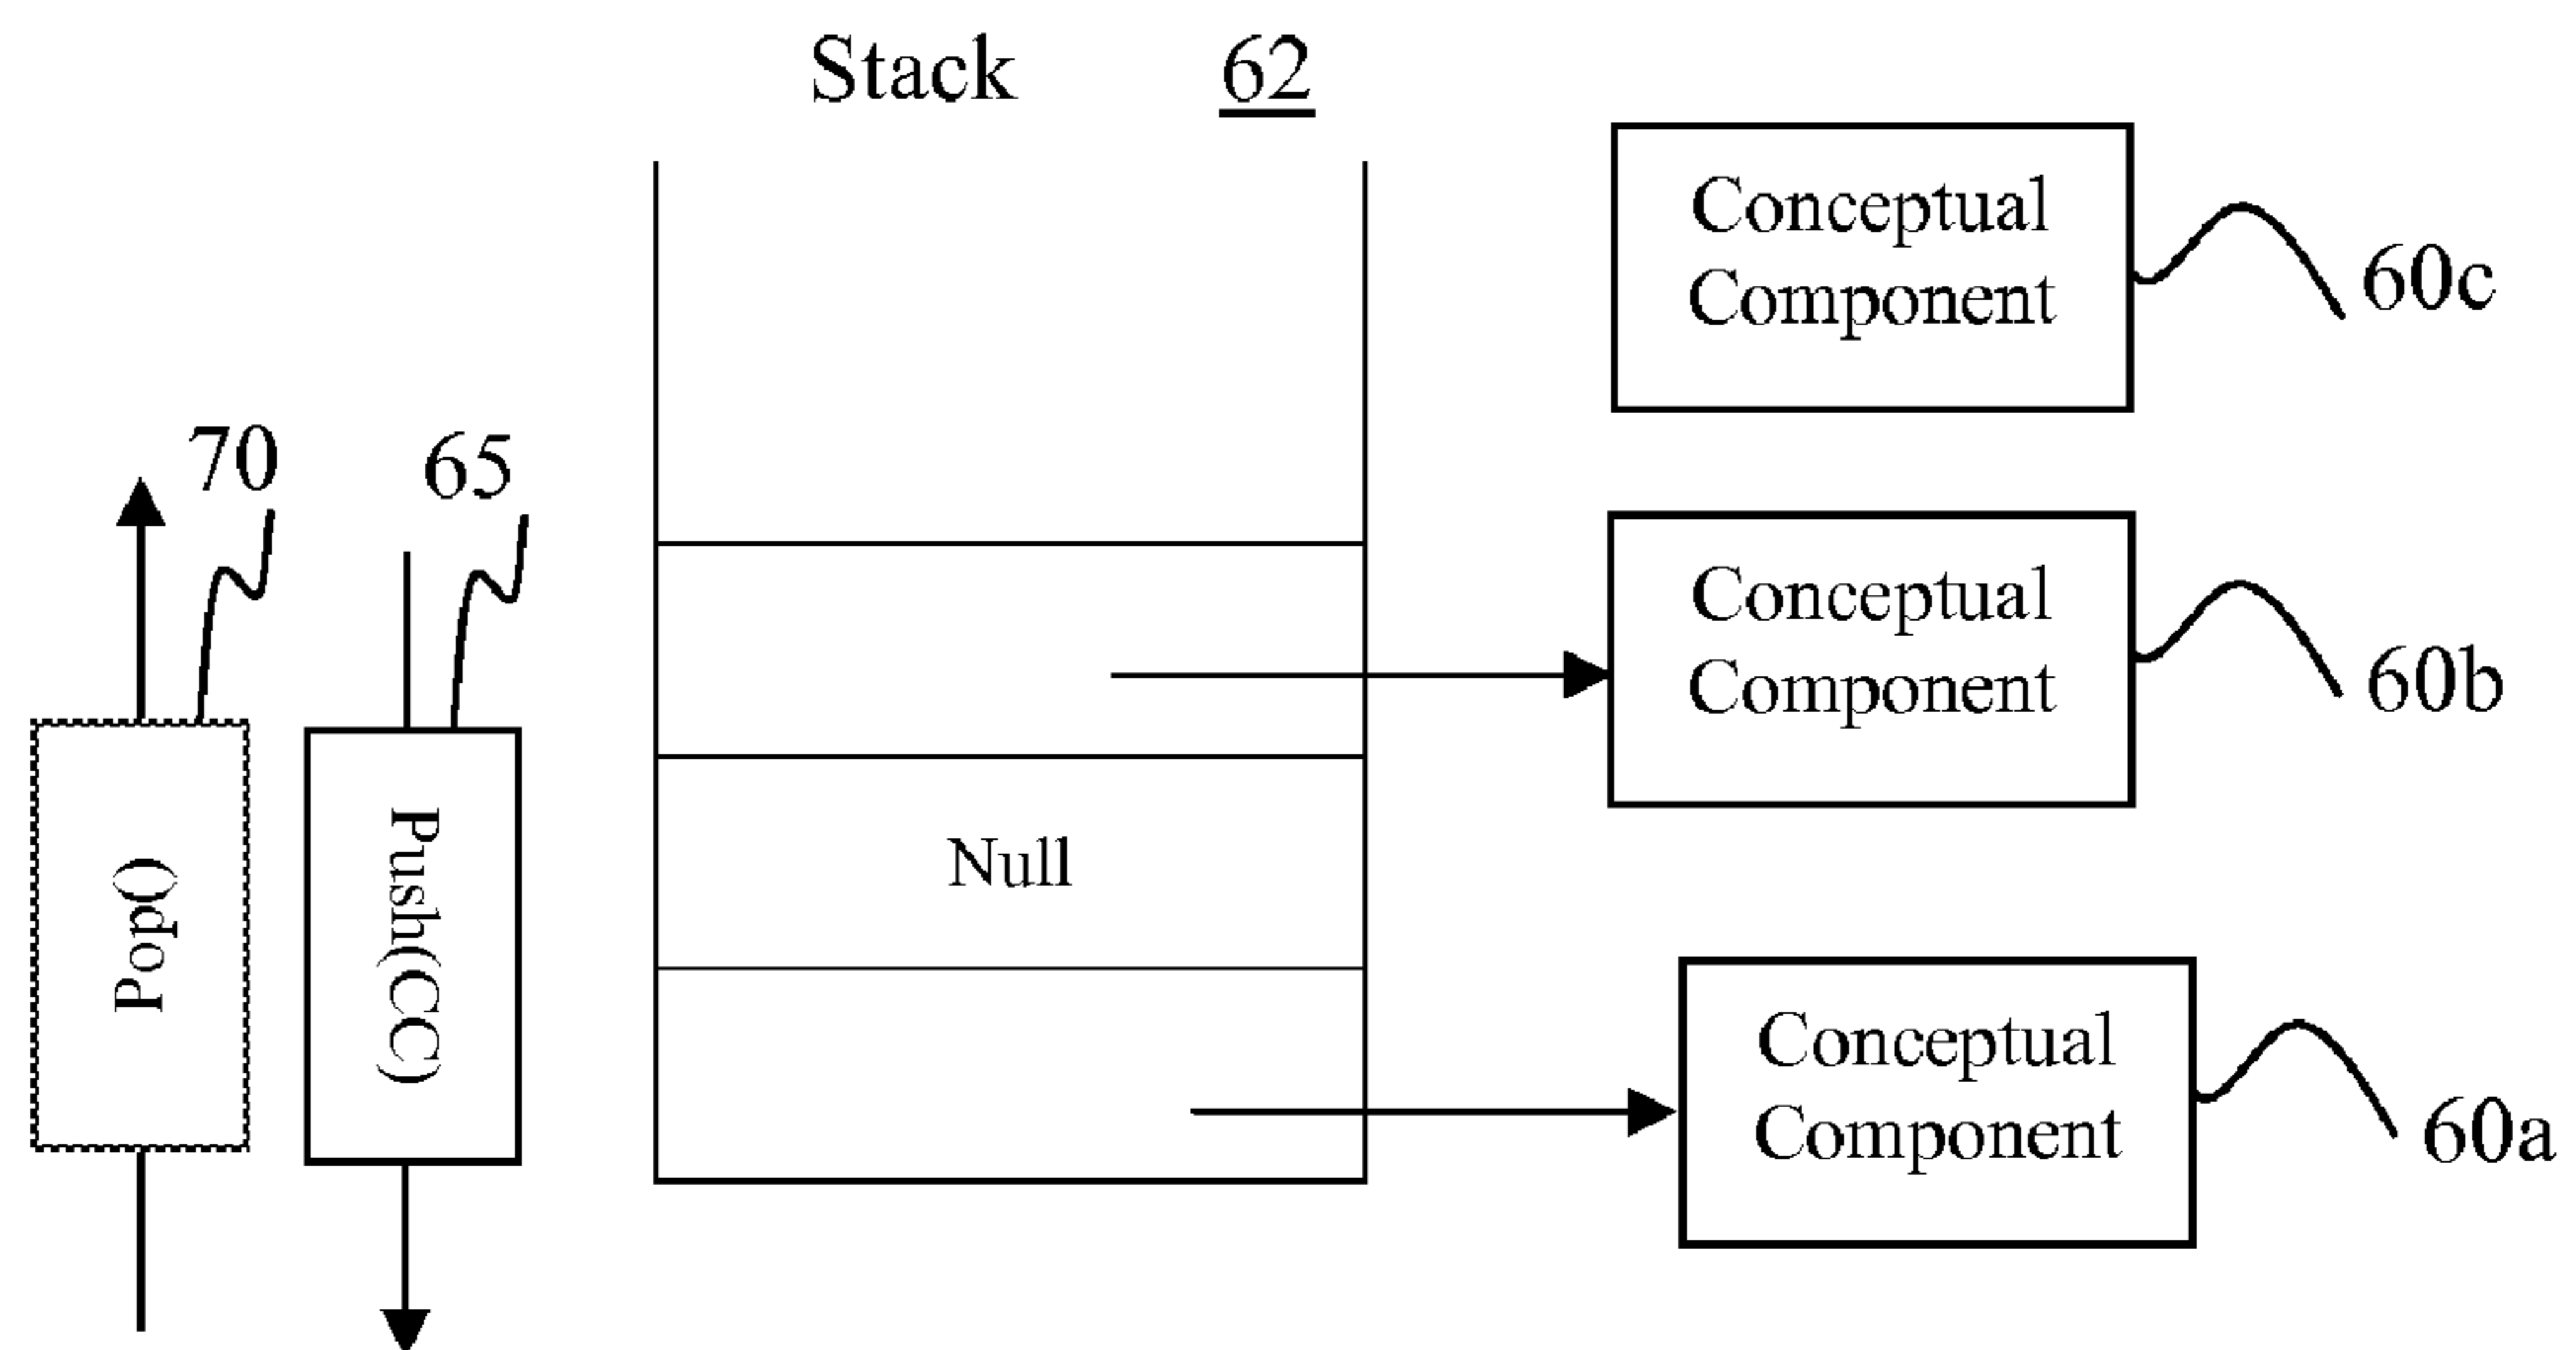 Stack 62
Conceptual
Component
60c
70
65
Conceptual
Component
60b
Pop()
Push(CC)
Null
Conceptual
Component
60a